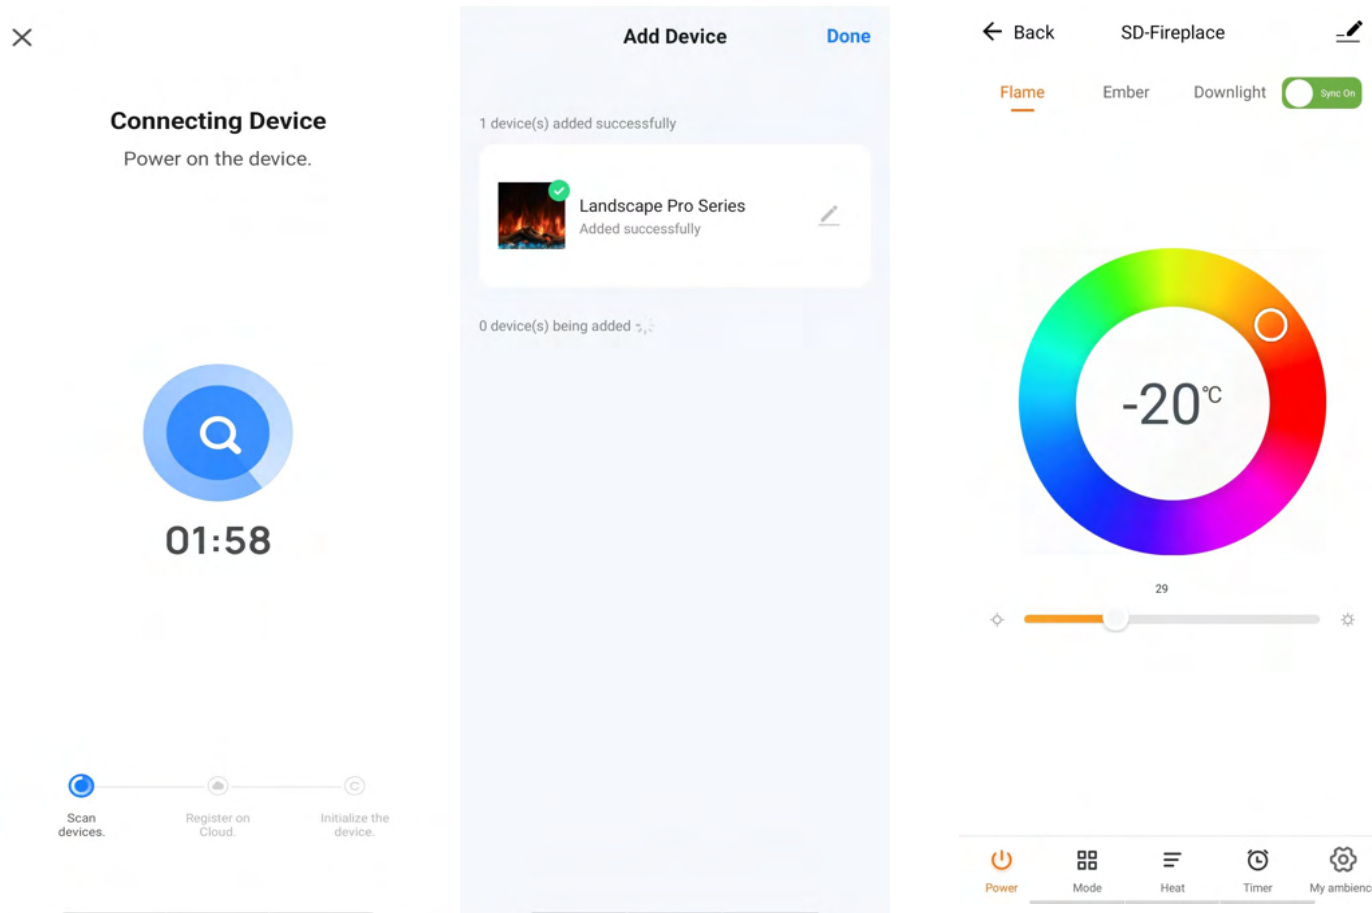 Connecting Device
Power on the device.
01:58
Scan
devices.
Register on
Cloud.
Initialize the
device.
Add Device
Done
1 device(s) added successfully
Landscape Pro Series
Added successfully
0 device(s) being added
Back
SD-Fireplace
Flame
Ember
Downlight
Sync On
-20°C
29
Power
Mode
Heat
Timer
My ambience